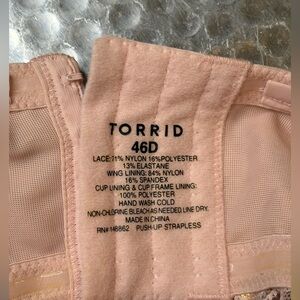 TORRID
46D
LACE: 71% NYLON 16%POLYESTER
13% ELASTANE
WING LINING: 84% NYLON
16% SPANDEX
CUP LINING & CUP FRAME LINING:
100% POLYESTER
HAND WASH COLD
NON-CHLORINE BLEACH AS NEEDED. LINE DRY.
MADE IN CHINA
RN# 148862 PUSH-UP STRAPLESS